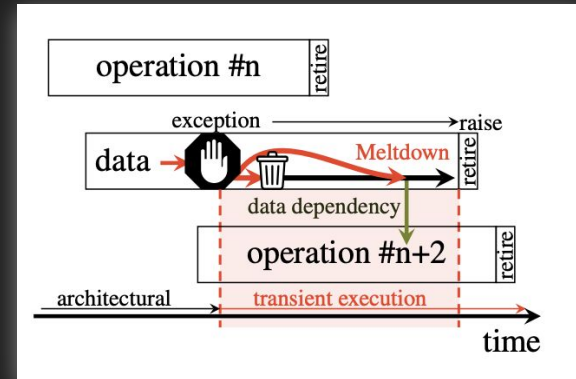 operation #n
retire
exception
raise
data
Meltdown
retire
data dependency
operation #n+2
retire
architectural
transient execution
time